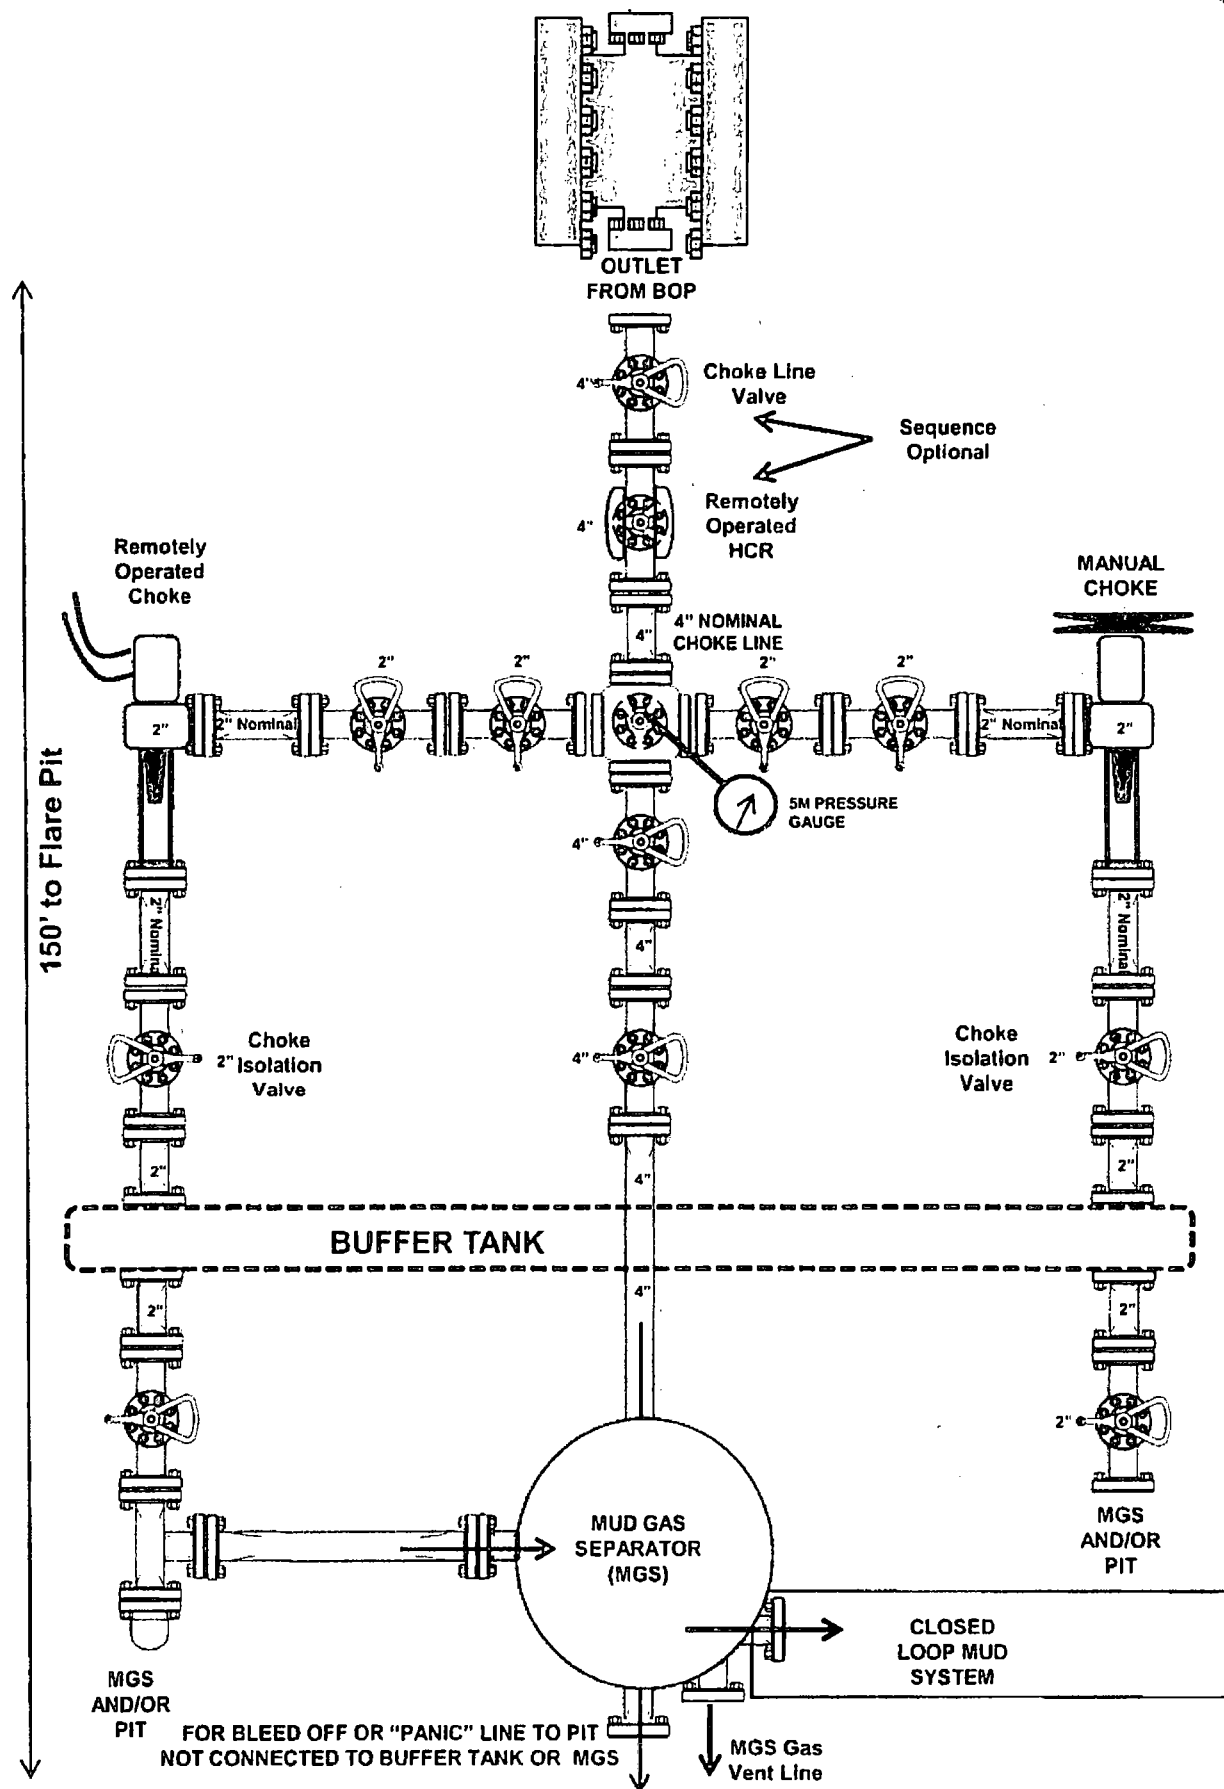 OUTLET
FROM BOP
4"
Choke Line
Valve
Sequence
Optional
4"
Remotely
Operated
HCR
Remotely
Operated
Choke
MANUAL
CHOKE
4" NOMINAL
CHOKE LINE
4"
2"
2"
2"
2"
2"
2" Nominal
2" Nominal
2"
5M PRESSURE
GAUGE
4"
150' to Flare Pit
2" Nominal
4"
2" Nominal
Choke
Isolation
Valve
2"
4"
Choke
Isolation
Valve
2"
2"
4"
2"
BUFFER TANK
4"
2"
2"
2"
MUD GAS
SEPARATOR
(MGS)
MGS
AND/OR
PIT
CLOSED
LOOP MUD
SYSTEM
MGS
AND/OR
PIT
FOR BLEED OFF OR "PANIC" LINE TO PIT
NOT CONNECTED TO BUFFER TANK OR MGS
MGS Gas
Vent Line